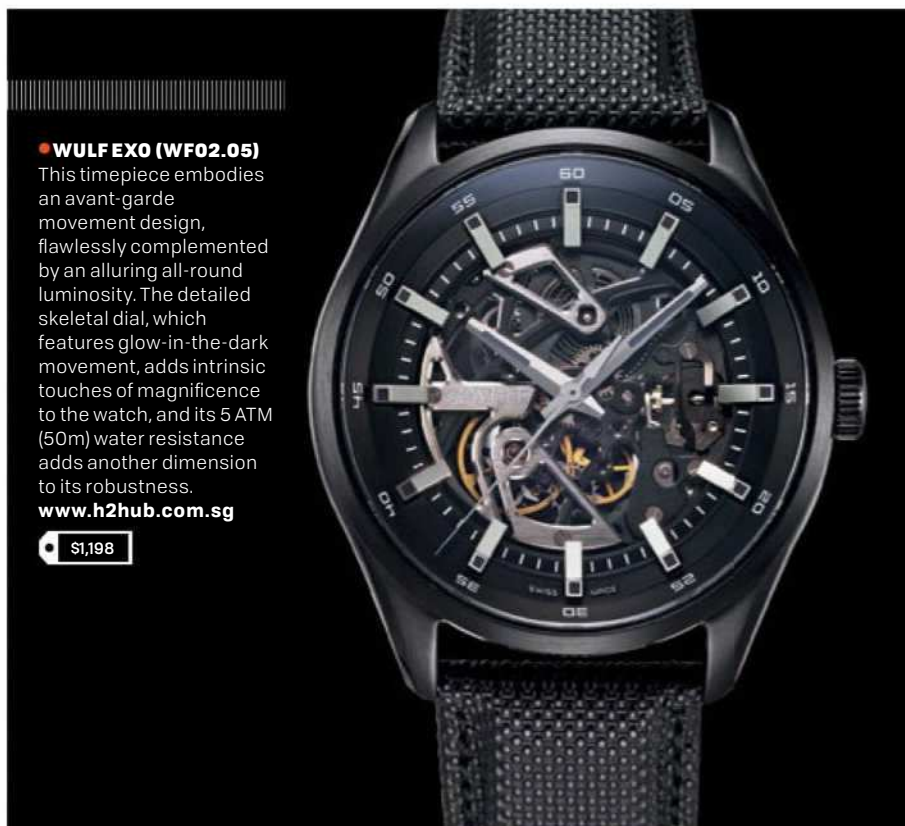 WULF EXO (WF02.05)
This timepiece embodies
an avant-garde
movement design,
flawlessly complemented
by an alluring all-round
luminosity. The detailed
skeletal dial, which
features glow-in-the-dark
movement, adds intrinsic
touches of magnificence
to the watch, and its 5 ATM
(50m) water resistance
adds another dimension
to its robustness.
www.h2hub.com.sg
$1,198
60
05
10
15
20
25
30
35
40
45
50
55
SWISS MADE